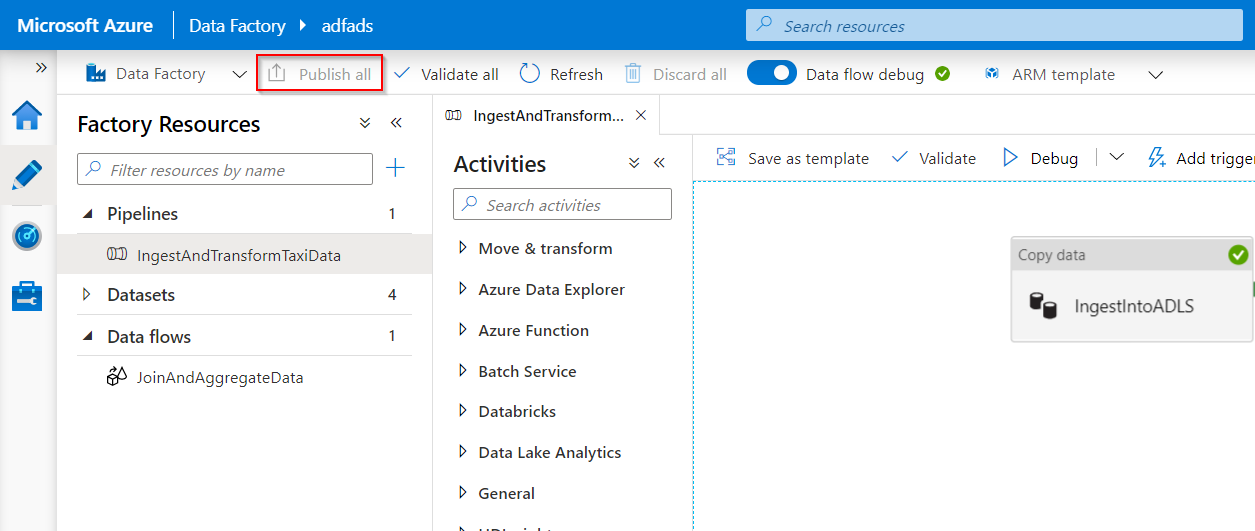 Microsoft Azure Data Factory adfads Search resources
Data Factory Publish all Validate all Refresh Discard all Data flow debug ARM template
Factory Resources
Filter resources by name
Pipelines 1
IngestAndTransformTaxiData
Datasets 4
Data flows 1
JoinAndAggregateData
IngestAndTransform...
Activities
Search activities
Move & transform
Azure Data Explorer
Azure Function
Batch Service
Databricks
Data Lake Analytics
General
Save as template Validate Debug Add trigger
Copy data
IngestIntoADLS